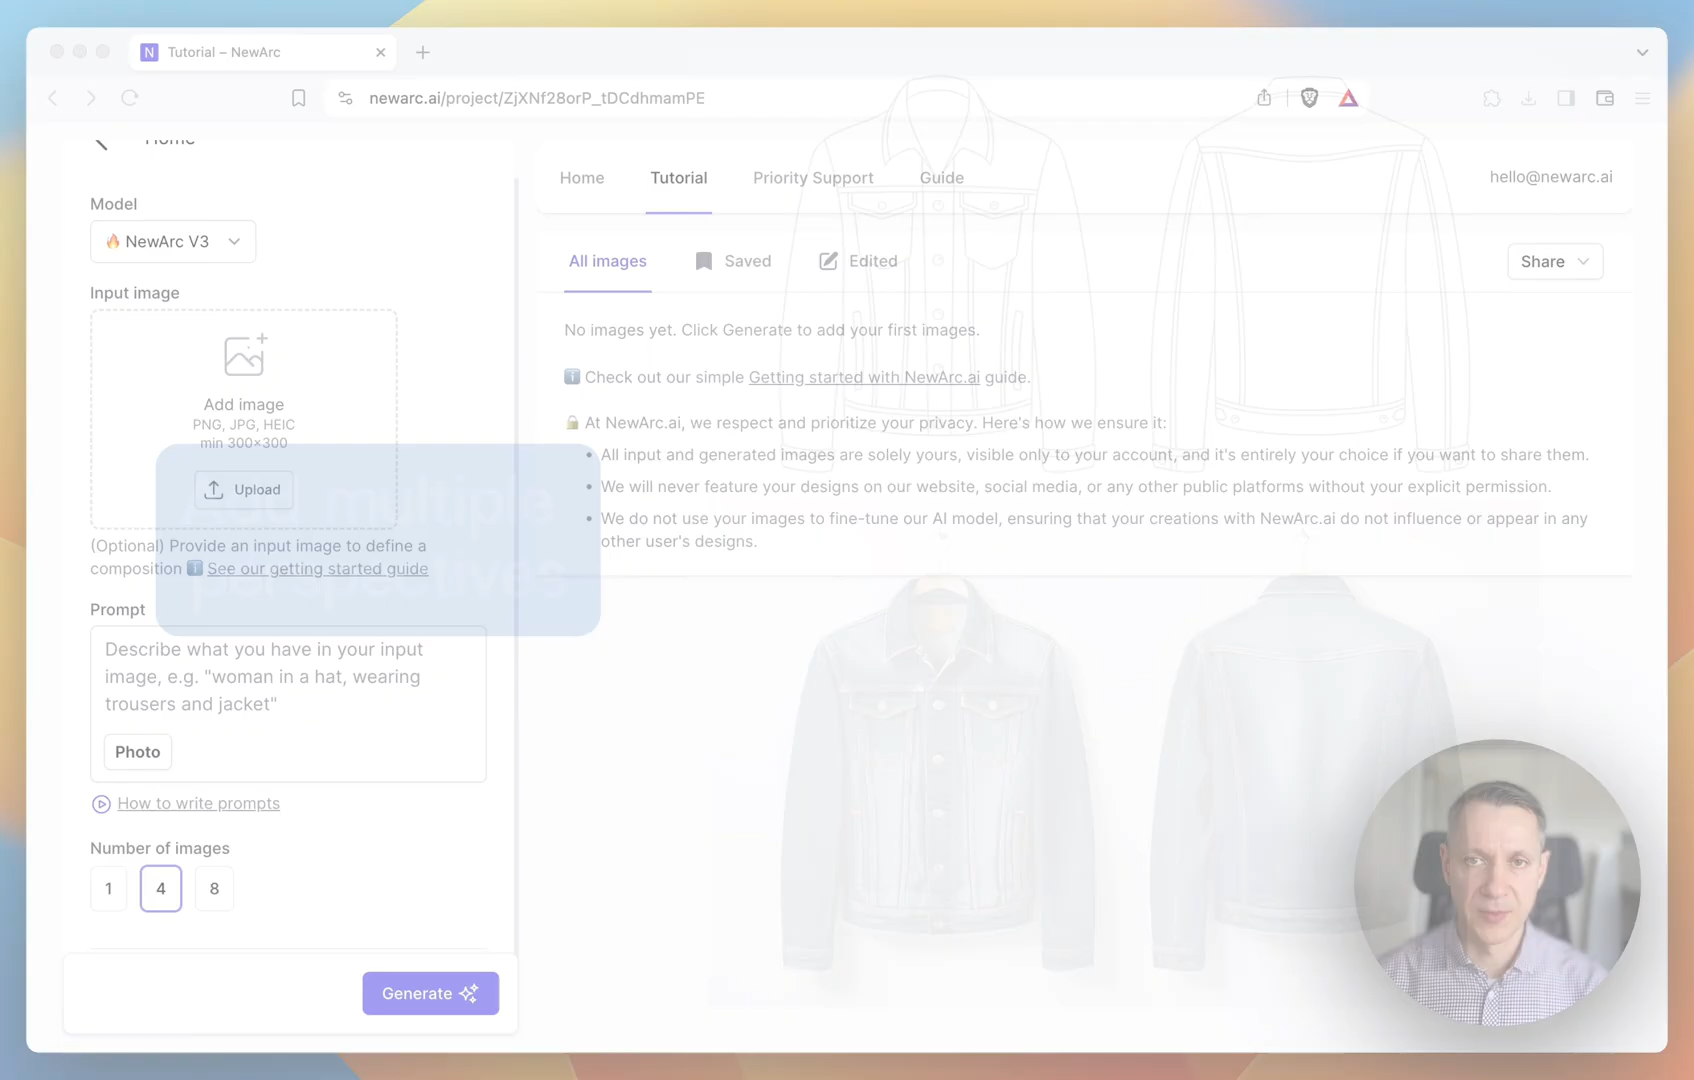 Tutorial – NewArc
newarc.ai/project/ZjXNf28orP_tDCdhmamPE
Home
Model
🔥 NewArc V3
Input image
Add image
PNG, JPG, HEIC
min 300×300
Upload
(Optional) Provide an input image to define a
composition ℹ️ See our getting started guide
multiple
perspectives
Prompt
Describe what you have in your input
image, e.g. "woman in a hat, wearing
trousers and jacket"
Photo
How to write prompts
Number of images
1 4 8
Generate
Home Tutorial Priority Support Guide
hello@newarc.ai
All images Saved Edited
Share
No images yet. Click Generate to add your first images.
ℹ️ Check out our simple Getting started with NewArc.ai guide.
🔒 At NewArc.ai, we respect and prioritize your privacy. Here's how we ensure it:
• All input and generated images are solely yours, visible only to your account, and it's entirely your choice if you want to share them.
• We will never feature your designs on our website, social media, or any other public platforms without your explicit permission.
• We do not use your images to fine-tune our AI model, ensuring that your creations with NewArc.ai do not influence or appear in any
other user's designs.